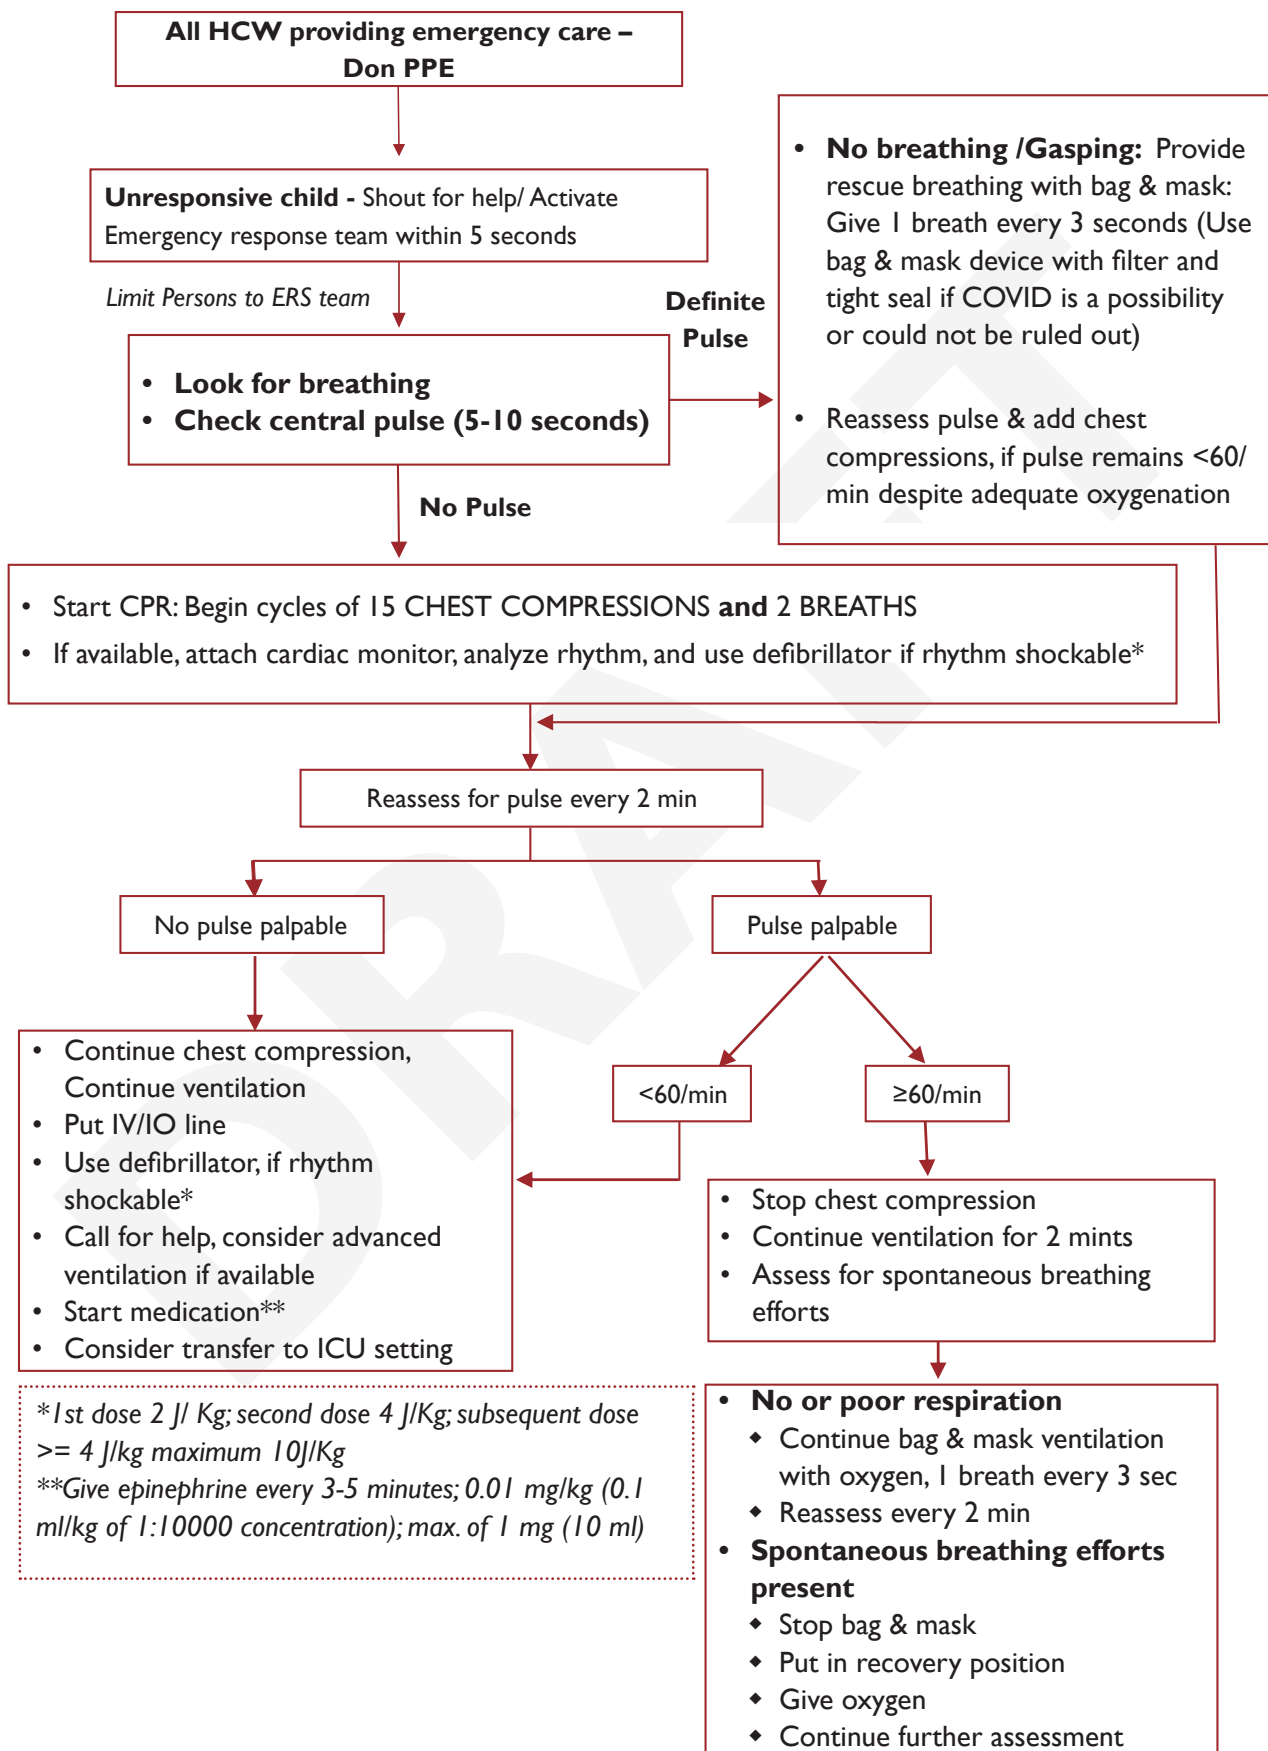 All HCW providing emergency care –
Don PPE
Unresponsive child - Shout for help/ Activate
Emergency response team within 5 seconds
Limit Persons to ERS team
• Look for breathing
• Check central pulse (5-10 seconds)
Definite
Pulse
• No breathing /Gasping: Provide
rescue breathing with bag & mask:
Give 1 breath every 3 seconds (Use
bag & mask device with filter and
tight seal if COVID is a possibility
or could not be ruled out)
• Reassess pulse & add chest
compressions, if pulse remains <60/
min despite adequate oxygenation
No Pulse
• Start CPR: Begin cycles of 15 CHEST COMPRESSIONS and 2 BREATHS
• If available, attach cardiac monitor, analyze rhythm, and use defibrillator if rhythm shockable*
Reassess for pulse every 2 min
No pulse palpable
Pulse palpable
<60/min
≥60/min
• Continue chest compression,
Continue ventilation
• Put IV/IO line
• Use defibrillator, if rhythm
shockable*
• Call for help, consider advanced
ventilation if available
• Start medication**
• Consider transfer to ICU setting
• Stop chest compression
• Continue ventilation for 2 mints
• Assess for spontaneous breathing
efforts
*1st dose 2 J/ Kg; second dose 4 J/Kg; subsequent dose
>= 4 J/kg maximum 10J/Kg
**Give epinephrine every 3-5 minutes; 0.01 mg/kg (0.1
ml/kg of 1:10000 concentration); max. of 1 mg (10 ml)
• No or poor respiration
◆ Continue bag & mask ventilation
with oxygen, 1 breath every 3 sec
◆ Reassess every 2 min
• Spontaneous breathing efforts
present
◆ Stop bag & mask
◆ Put in recovery position
◆ Give oxygen
◆ Continue further assessment
DRAFT